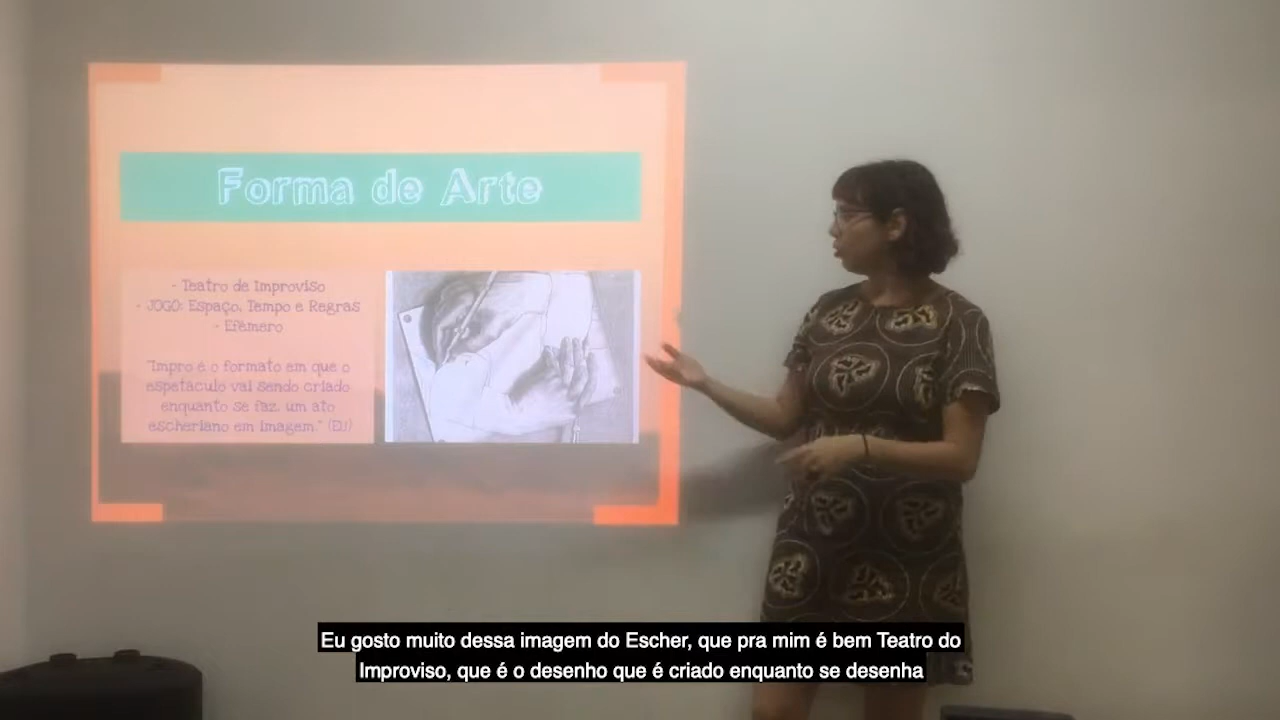 Forma de Arte
- Teatro de Improviso
- JOGO: Espaço, Tempo e Regras
- Efêmero
"Impro é o formato em que o
espetáculo vai sendo criado
enquanto se faz, um ato
escheriano em imagem." (EU)
Eu gosto muito dessa imagem do Escher, que pra mim é bem Teatro do
Improviso, que é o desenho que é criado enquanto se desenha